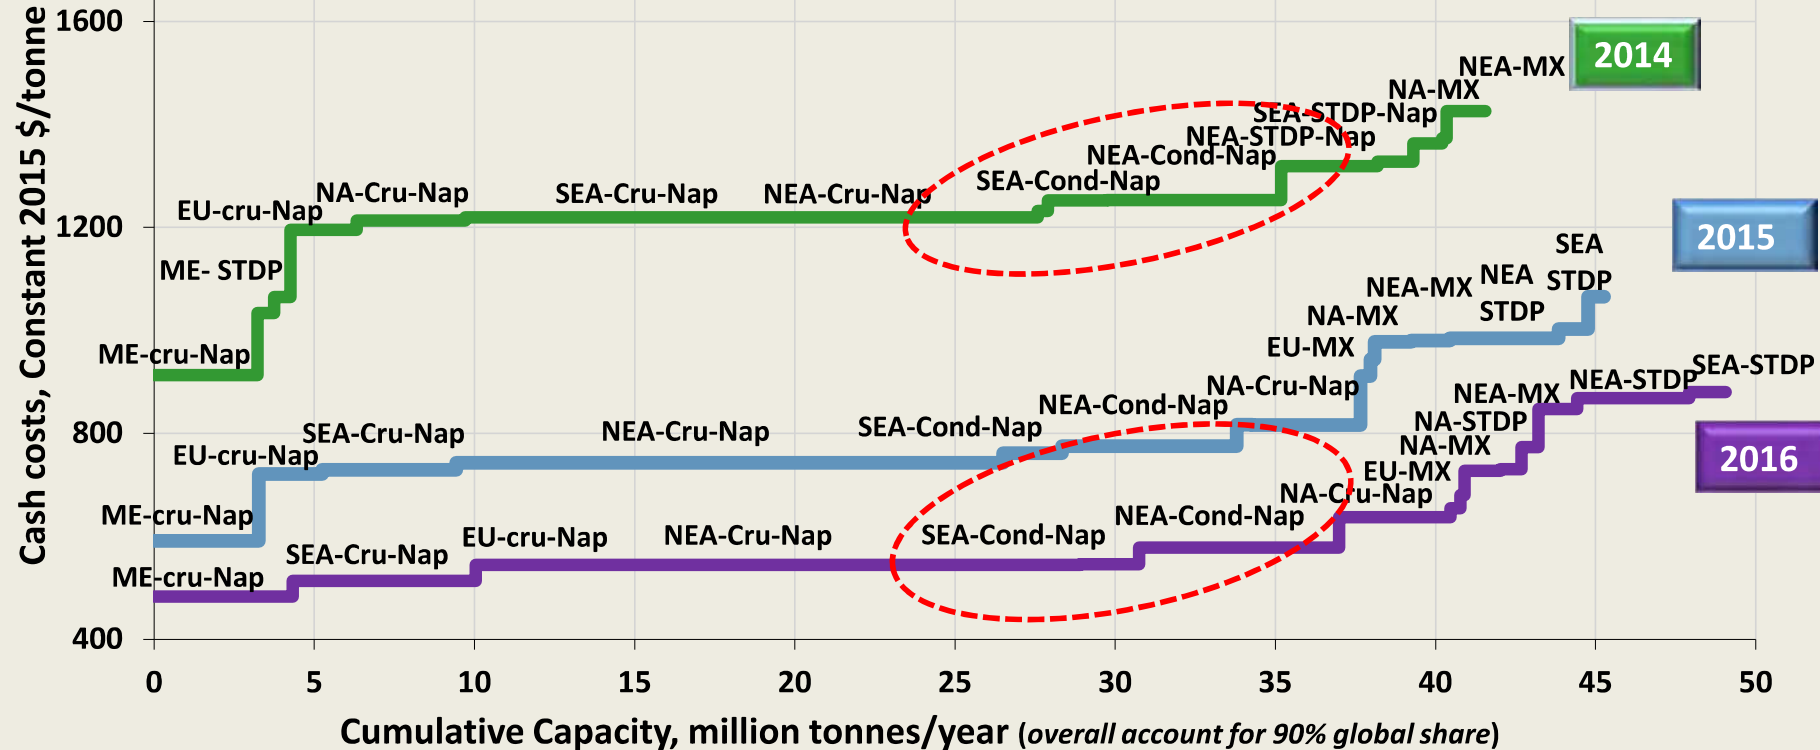 Cash costs, Constant 2015 $/tonne
1600
1200
800
400
2014
NEA-MX
NA-MX
SEA-STDP-Nap
NEA-STDP-Nap
NEA-Cond-Nap
SEA-Cond-Nap
NA-Cru-Nap
SEA-Cru-Nap
NEA-Cru-Nap
EU-cru-Nap
ME- STDP
ME-cru-Nap
2015
SEA
STDP
NEA
STDP
NEA-MX
NA-MX
EU-MX
NA-Cru-Nap
NEA-Cond-Nap
SEA-Cond-Nap
NEA-Cru-Nap
SEA-Cru-Nap
EU-cru-Nap
ME-cru-Nap
SEA-STDP
NEA-STDP
NEA-MX
NA-STDP
NA-MX
2016
EU-MX
NA-Cru-Nap
NEA-Cond-Nap
SEA-Cond-Nap
NEA-Cru-Nap
EU-cru-Nap
SEA-Cru-Nap
ME-cru-Nap
0 5 10 15 20 25 30 35 40 45 50
Cumulative Capacity, million tonnes/year (overall account for 90% global share)